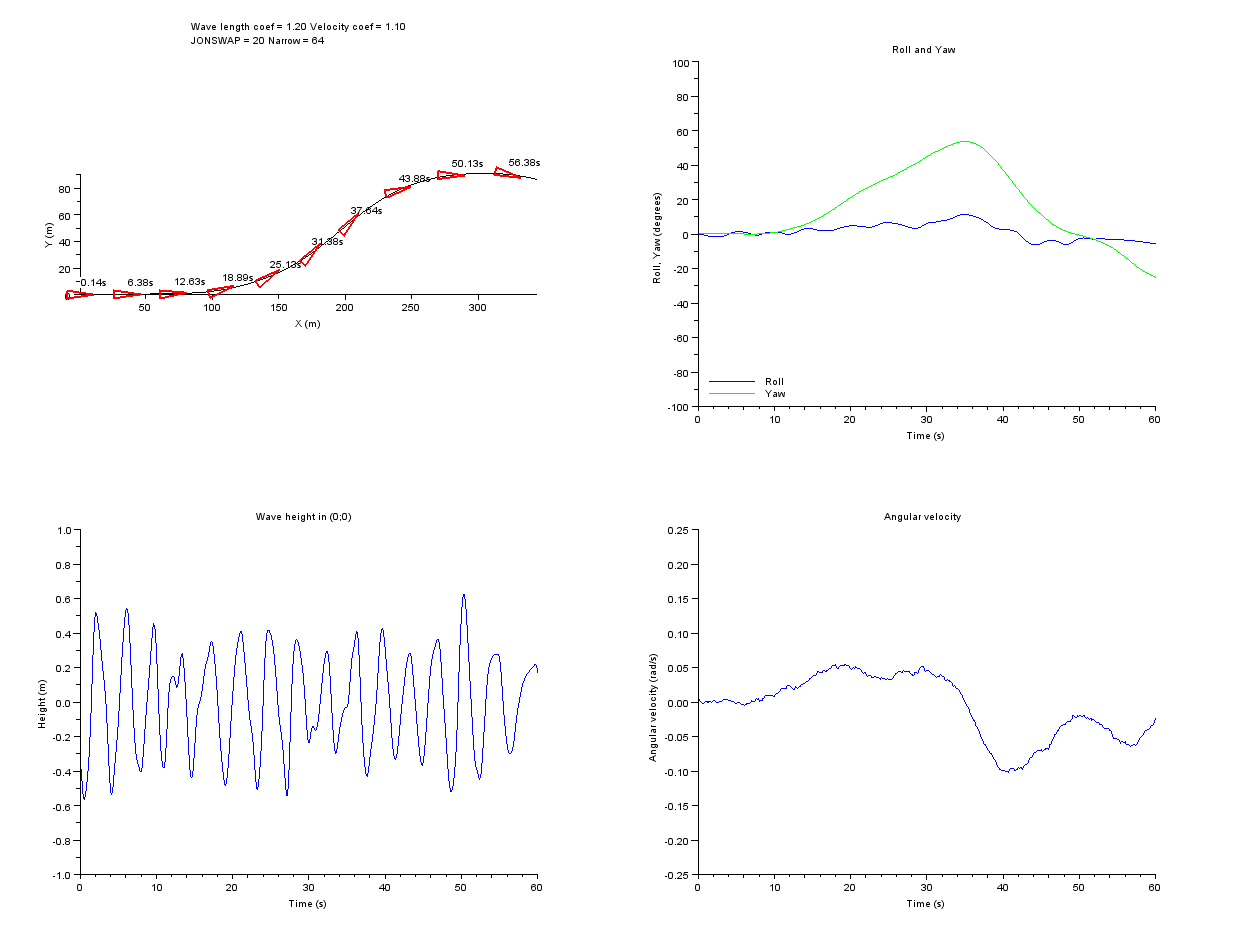 Wave length coef = 1.20 Velocity coef = 1.10
JONSWAP = 20 Narrow = 64
Y (m)
80
60
40
20
0
-0.14s
6.38s
12.63s
18.89s
25.13s
31.38s
37.64s
43.88s
50.13s
56.38s
50 100 150 200 250 300
X (m)
Roll and Yaw
Roll, Yaw (degrees)
100
80
60
40
20
0
-20
-40
-60
-80
-100
Roll
Yaw
0 10 20 30 40 50 60
Time (s)
Wave height in (0;0)
Height (m)
1.0
0.8
0.6
0.4
0.2
0.0
-0.2
-0.4
-0.6
-0.8
-1.0
0 10 20 30 40 50 60
Time (s)
Angular velocity
Angular velocity (rad/s)
0.25
0.20
0.15
0.10
0.05
0.00
-0.05
-0.10
-0.15
-0.20
-0.25
0 10 20 30 40 50 60
Time (s)